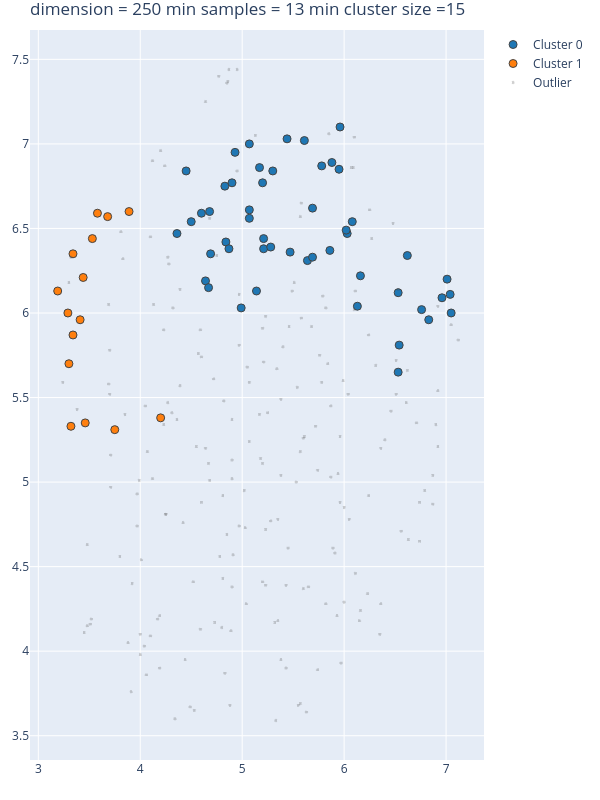 dimension = 250 min samples = 13 min cluster size =15
Cluster 0
Cluster 1
Outlier
7.5
7
6.5
6
5.5
5
4.5
4
3.5
3 4 5 6 7